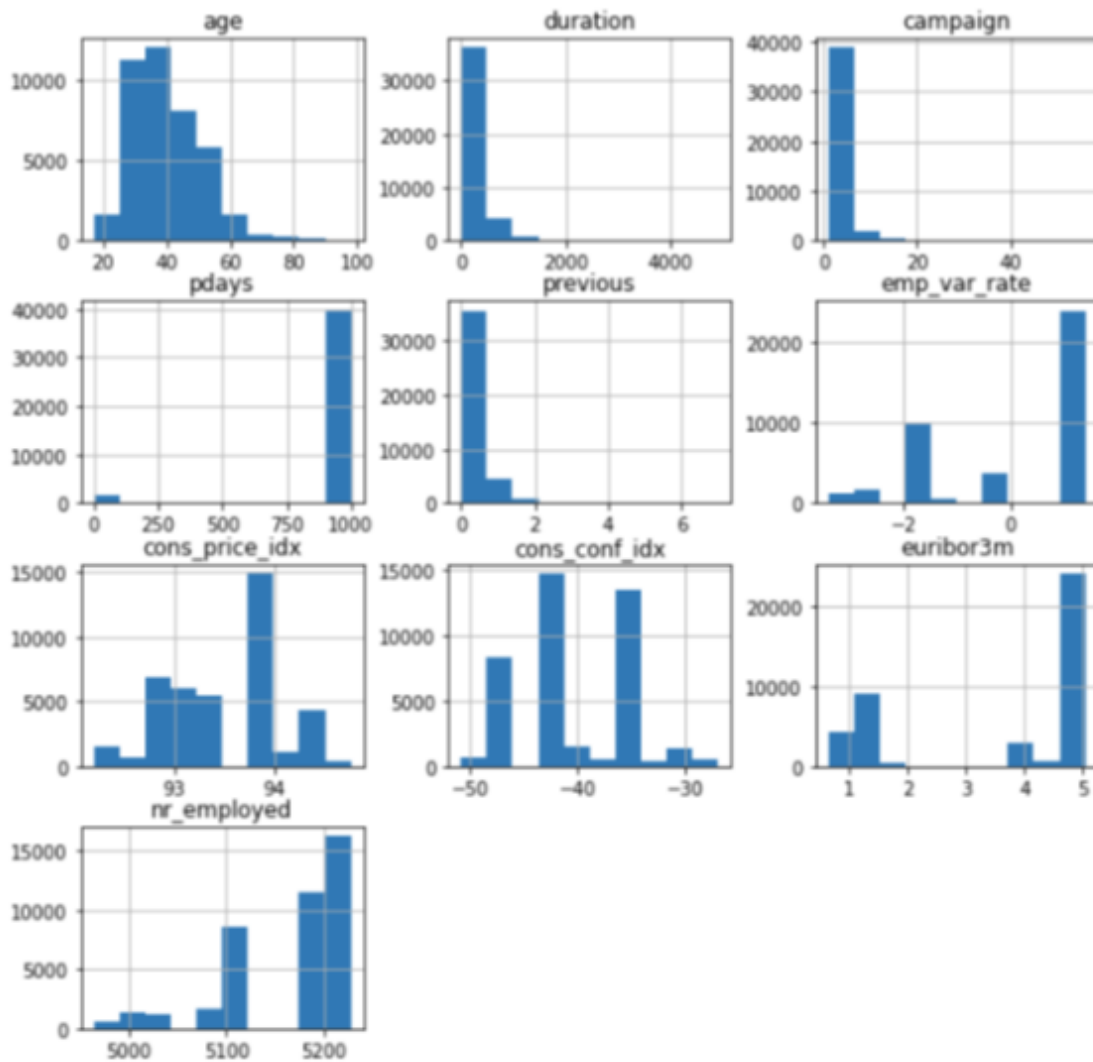 age duration campaign
10000 30000 40000
5000 20000 30000
0 10000 20000
0 10000
0
20 40 60 80 100 0 2000 4000 0 20 40
pdays previous emp_var_rate
40000 30000 20000
30000 20000 10000
20000 10000 0
10000 0
0
0 250 500 750 1000 0 2 4 6 −2 0
cons_price_idx cons_conf_idx euribor3m
15000 15000 20000
10000 10000 10000
5000 5000 0
0 0
93 94 −50 −40 −30 1 2 3 4 5
nr_employed
15000
10000
5000
0
5000 5100 5200